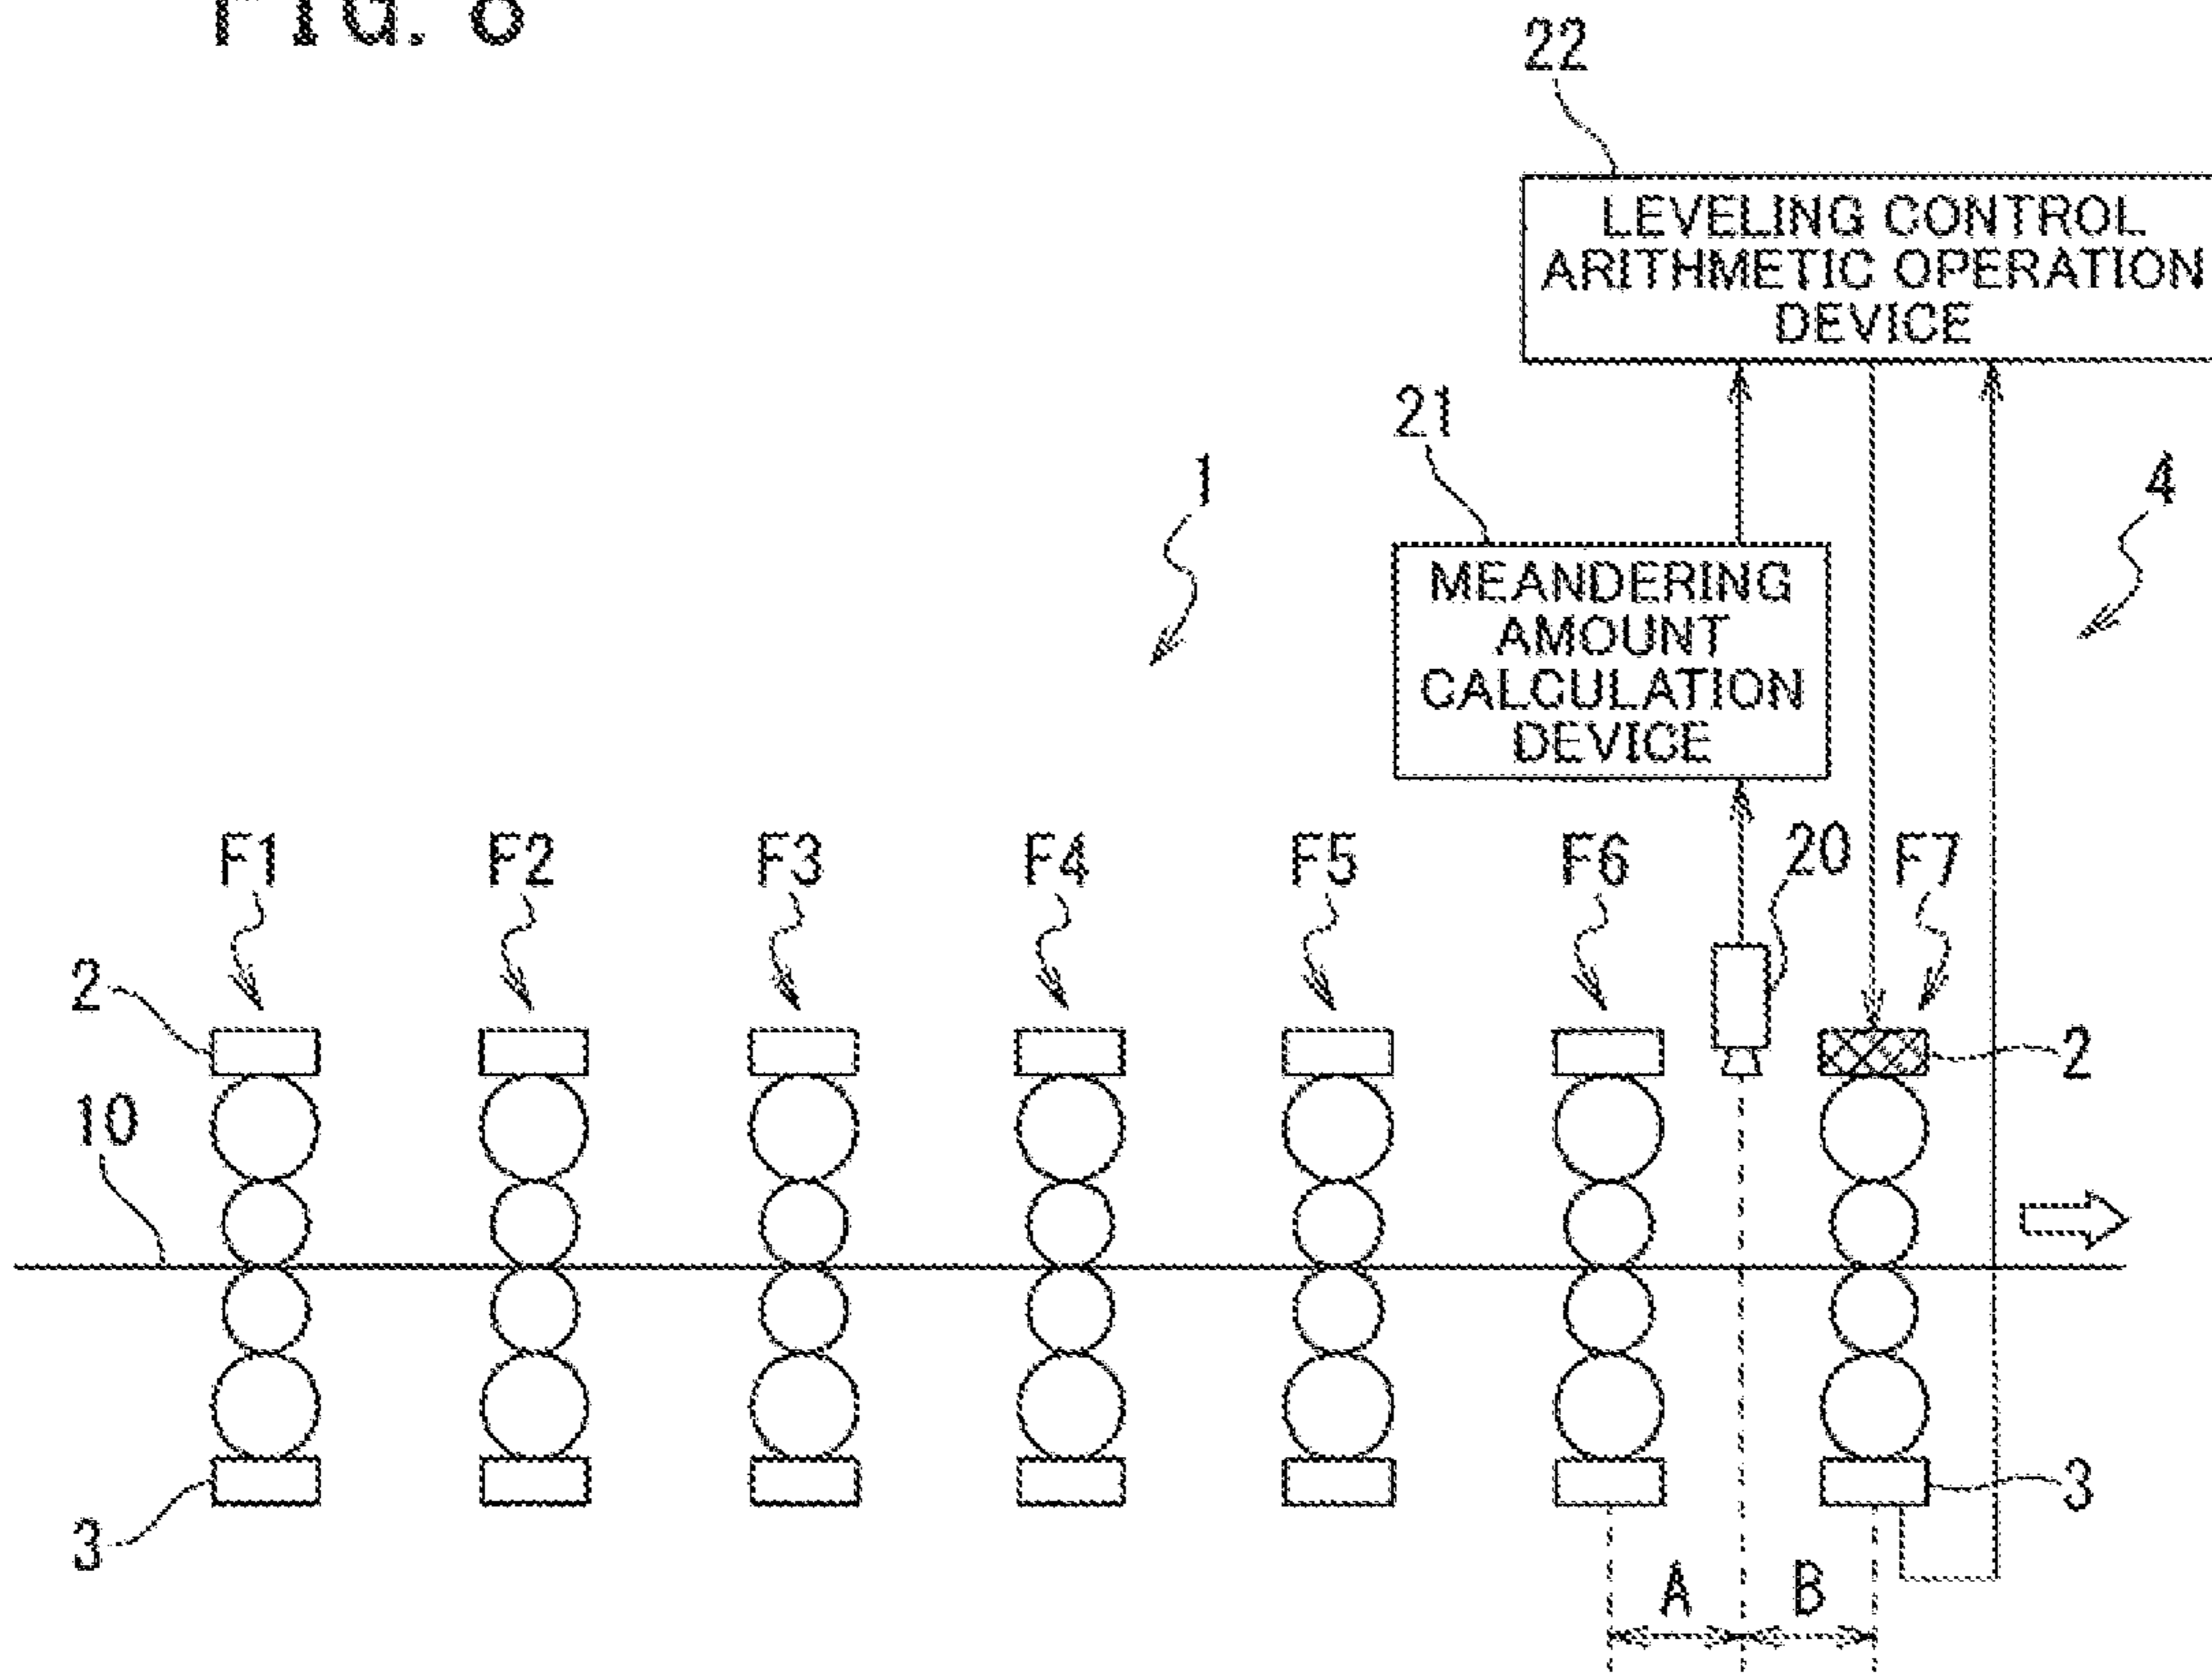 22
LEVELING CONTROL
ARITHMETIC OPERATION
DEVICE
21
1
4
MEANDERING
AMOUNT
CALCULATION
DEVICE
F1 F2 F3 F4 F5 F6 20 F7
2
2
10
3
3
A B